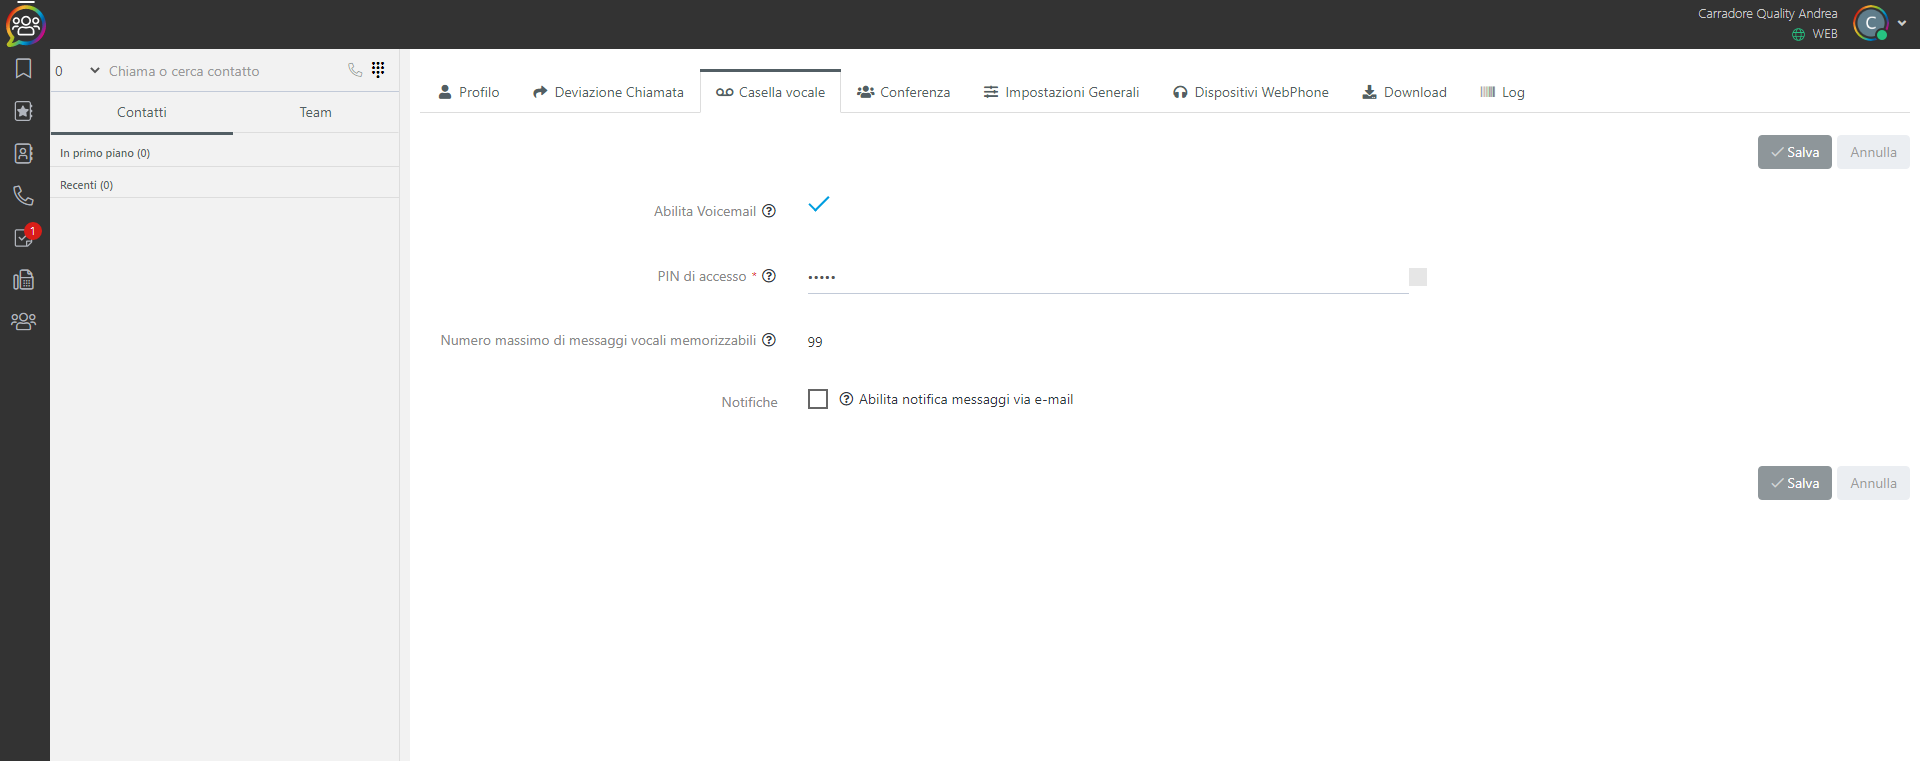 Carradore Quality Andrea
WEB
C
0 Chiama o cerca contatto
Contatti Team
In primo piano (0)
Recenti (0)
1
Profilo Deviazione Chiamata Casella vocale Conferenza Impostazioni Generali Dispositivi WebPhone Download Log
Salva Annulla
Abilita Voicemail
PIN di accesso * •••••
Numero massimo di messaggi vocali memorizzabili 99
Notifiche Abilita notifica messaggi via e-mail
Salva Annulla